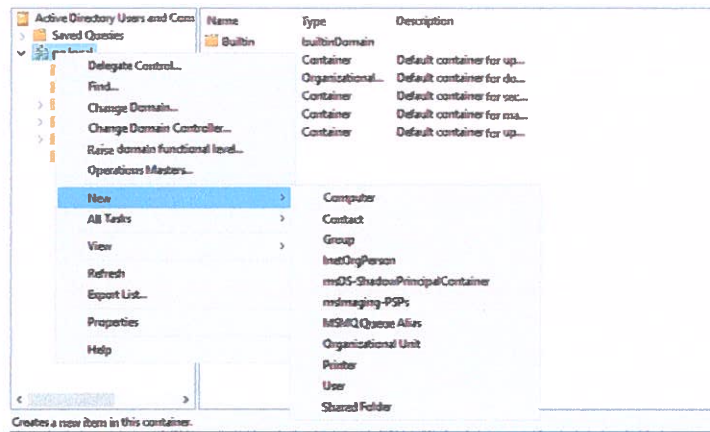 Active Directory Users and Com
Saved Queries
Name Type Description
Builtin builtinDomain
Container Default container for up...
Organizational... Default container for do...
Container Default container for sec...
Container Default container for ma...
Container Default container for up...
Delegate Control...
Find...
Change Domain...
Change Domain Controller...
Raise domain functional level...
Operations Masters...
New
All Tasks
View
Refresh
Export List...
Properties
Help
Computer
Contact
Group
InetOrgPerson
msDS-ShadowPrincipalContainer
msImaging-PSPs
MSMQ Queue Alias
Organizational Unit
Printer
User
Shared Folder
Creates a new item in this container.